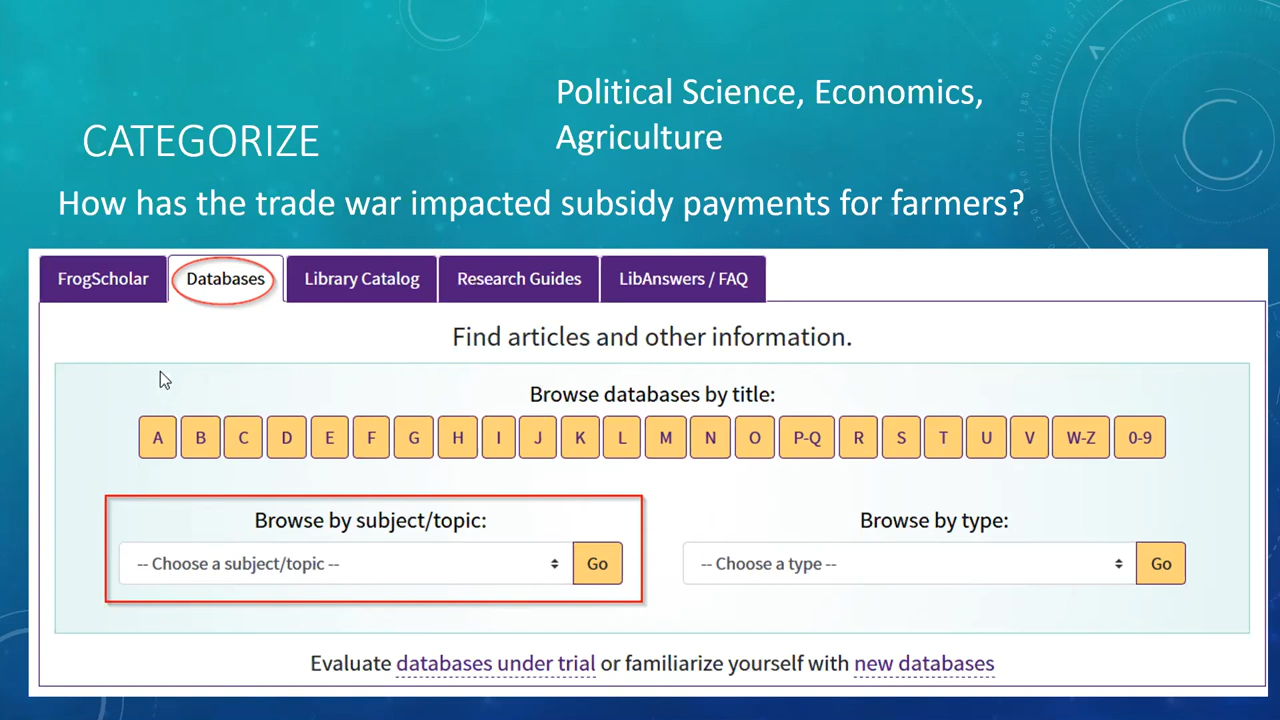 Political Science, Economics,
Agriculture
CATEGORIZE
How has the trade war impacted subsidy payments for farmers?
FrogScholar Databases Library Catalog Research Guides LibAnswers / FAQ
Find articles and other information.
Browse databases by title:
A B C D E F G H I J K L M N O P-Q R S T U V W-Z 0-9
Browse by subject/topic: Browse by type:
-- Choose a subject/topic -- Go -- Choose a type -- Go
Evaluate databases under trial or familiarize yourself with new databases